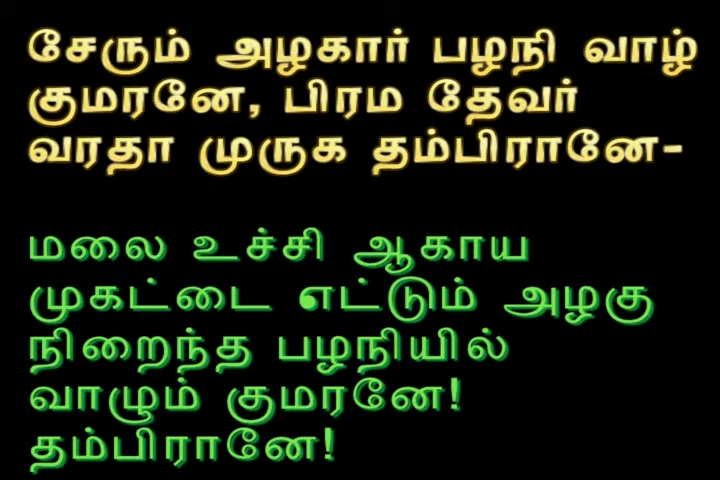 சேரும் அழகார் பழநி வாழ்
குமரனே, பிரம தேவர்
வரதா முருக தம்பிரானே-
மலை உச்சி ஆகாய
முகட்டை எட்டும் அழகு
நிறைந்த பழநியில்
வாழும் குமரனே!
தம்பிரானே!